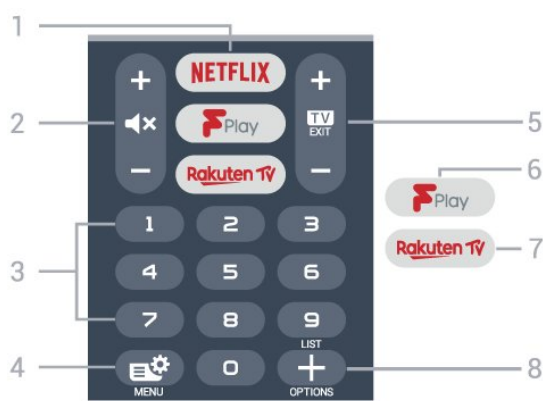 1
NETFLIX
+ +
2
F Play
TV
EXIT
5
- -
Rakuten TV
6
F Play
1 2 3
Rakuten TV
7
3
4 5 6
7 8 9
LIST
4
0
+
8
MENU
OPTIONS